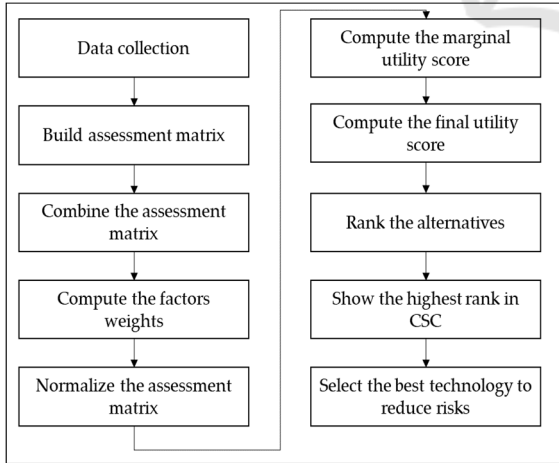 Data collection
Build assessment matrix
Combine the assessment
matrix
Compute the factors
weights
Normalize the assessment
matrix
Compute the marginal
utility score
Compute the final utility
score
Rank the alternatives
Show the highest rank in
CSC
Select the best technology to
reduce risks